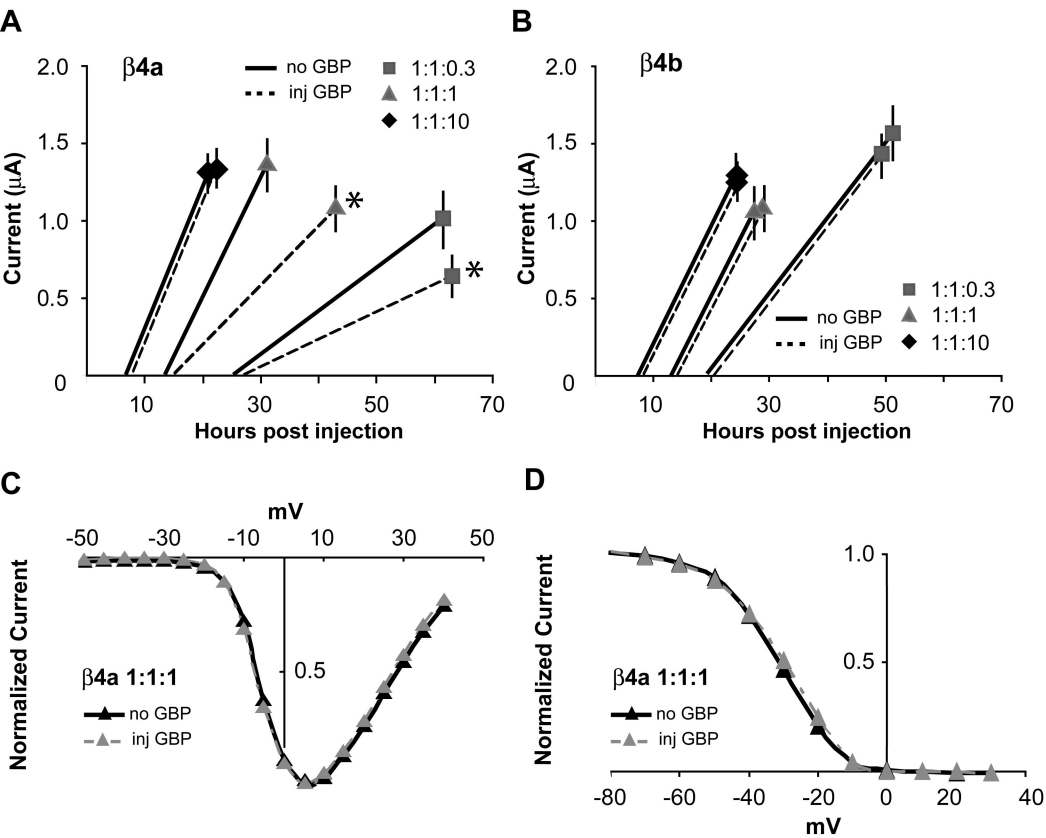 A
β4a
no GBP
inj GBP
1:1:0.3
1:1:1
1:1:10
2.0
1.5
1.0
0.5
0
Current (μA)
*
*
10 30 50 70
Hours post injection
B
β4b
2.0
1.5
1.0
0.5
0
Current (μA)
no GBP
inj GBP
1:1:0.3
1:1:1
1:1:10
10 30 50 70
Hours post injection
C
mV
-50 -30 -10 10 30 50
Normalized Current
0.5
β4a 1:1:1
no GBP
inj GBP
D
1.0
0.5
Normalized Current
β4a 1:1:1
no GBP
inj GBP
-80 -60 -40 -20 0 20 40
mV